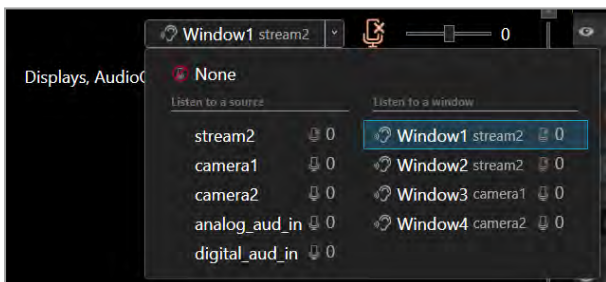 Window1 stream2 0
Displays, AudioC
None
Listen to a source
Listen to a window
stream2 0
Window1 stream2 0
camera1 0
Window2 stream2 0
camera2 0
Window3 camera1 0
analog_aud_in 0
Window4 camera2 0
digital_aud_in 0